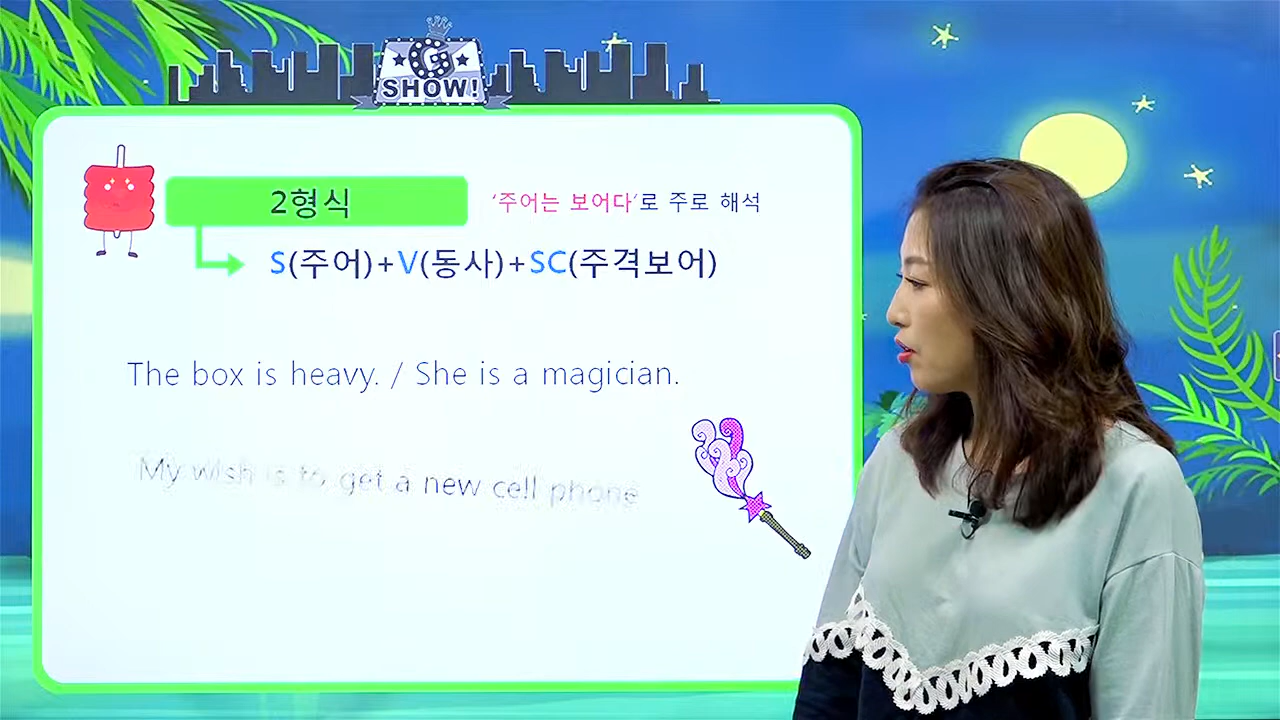 G
SHOW!
2형식
‘주어는 보어다’로 주로 해석
S(주어)+V(동사)+SC(주격보어)
The box is heavy. / She is a magician.
My wish is to get a new cell phone